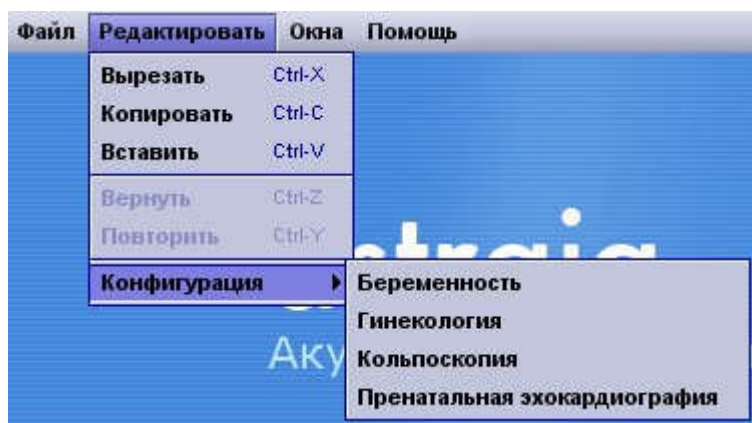 Файл Редактировать Окна Помощь
Вырезать Ctrl-X
Копировать Ctrl-C
Вставить Ctrl-V
Вернуть Ctrl-Z
Повторить Ctrl-Y
Конфигурация
Беременность
Гинекология
Кольпоскопия
Пренатальная эхокардиография